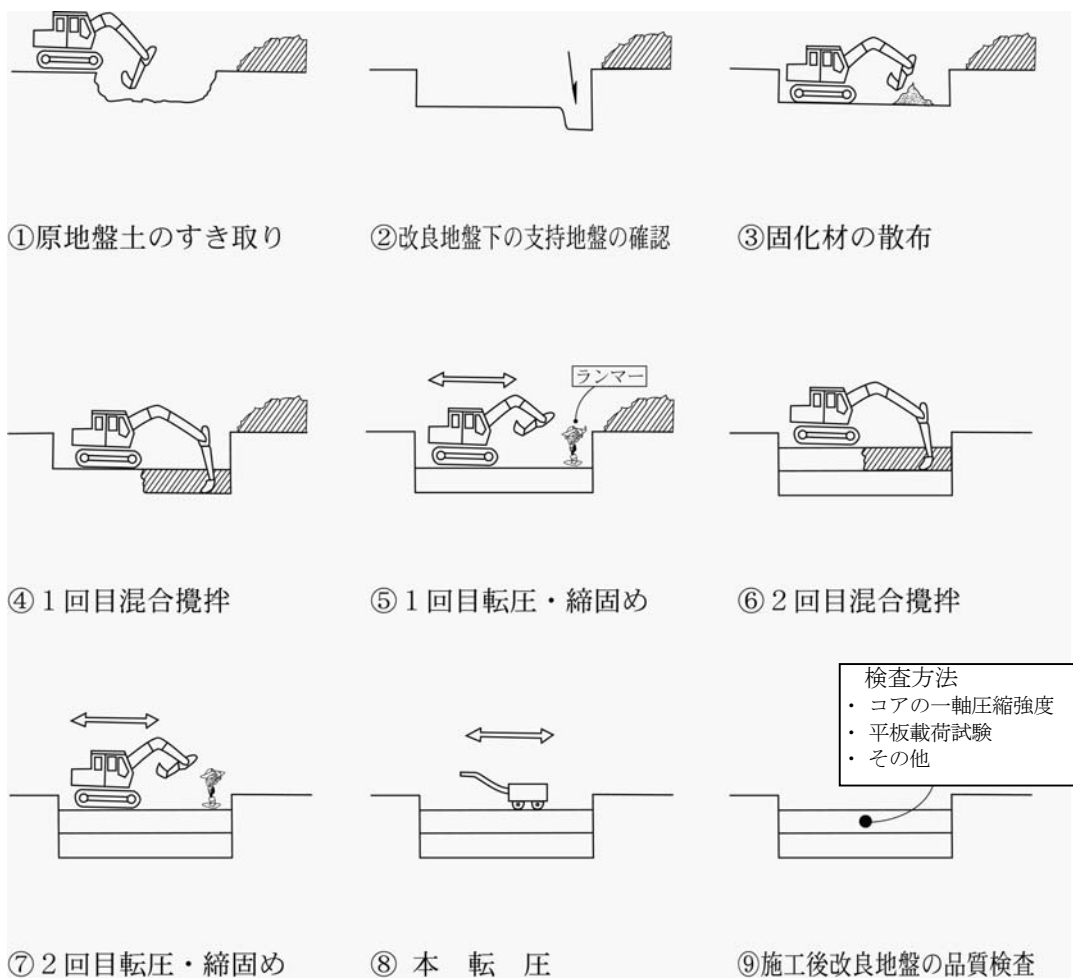 ①原地盤土のすき取り
②改良地盤下の支持地盤の確認
③固化材の散布
ランマー
④１回目混合攪拌
⑤１回目転圧・締固め
⑥２回目混合攪拌
検査方法
・ コアの一軸圧縮強度
・ 平板載荷試験
・ その他
⑦２回目転圧・締固め
⑧ 本 転 圧
⑨施工後改良地盤の品質検査